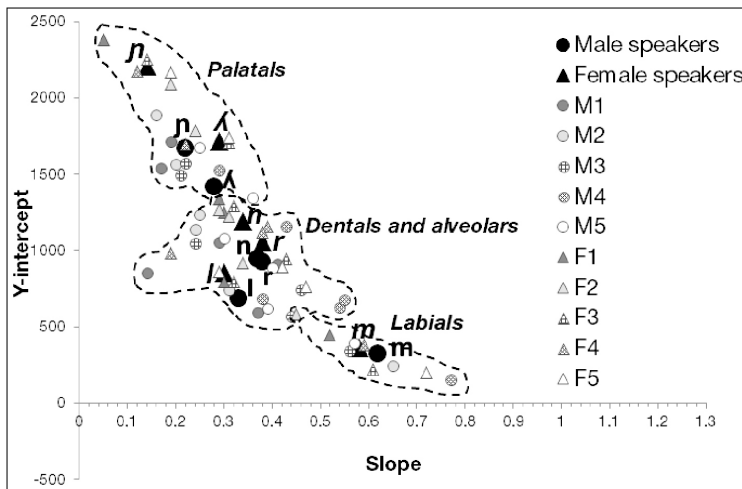 2500
2000
1500
1000
500
0
-500
0
0.1
0.2
0.3
0.4
0.5
0.6
0.7
0.8
0.9
1
1.1
1.2
1.3
Y-intercept
Slope
Palatals
Dentals and alveolars
Labials
ɲ
ɲ
ʎ
ʎ
n
n
r
r
l
l
m
m
Male speakers
Female speakers
M1
M2
M3
M4
M5
F1
F2
F3
F4
F5